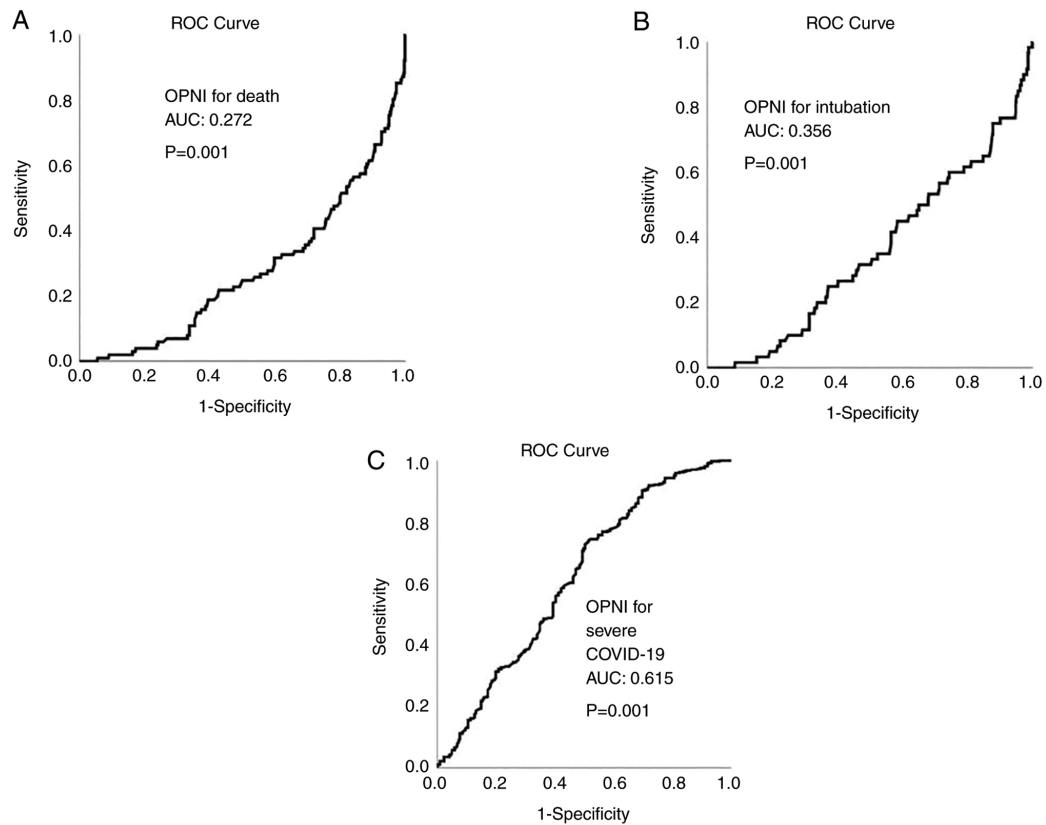 A
ROC Curve
1.0
0.8
0.6
0.4
0.2
0.0
Sensitivity
OPNI for death
AUC: 0.272
P=0.001
0.0 0.2 0.4 0.6 0.8 1.0
1-Specificity
B
ROC Curve
1.0
0.8
0.6
0.4
0.2
0.0
Sensitivity
OPNI for intubation
AUC: 0.356
P=0.001
0.0 0.2 0.4 0.6 0.8 1.0
1-Specificity
C
ROC Curve
1.0
0.8
0.6
0.4
0.2
0.0
Sensitivity
OPNI for
severe
COVID-19
AUC: 0.615
P=0.001
0.0 0.2 0.4 0.6 0.8 1.0
1-Specificity